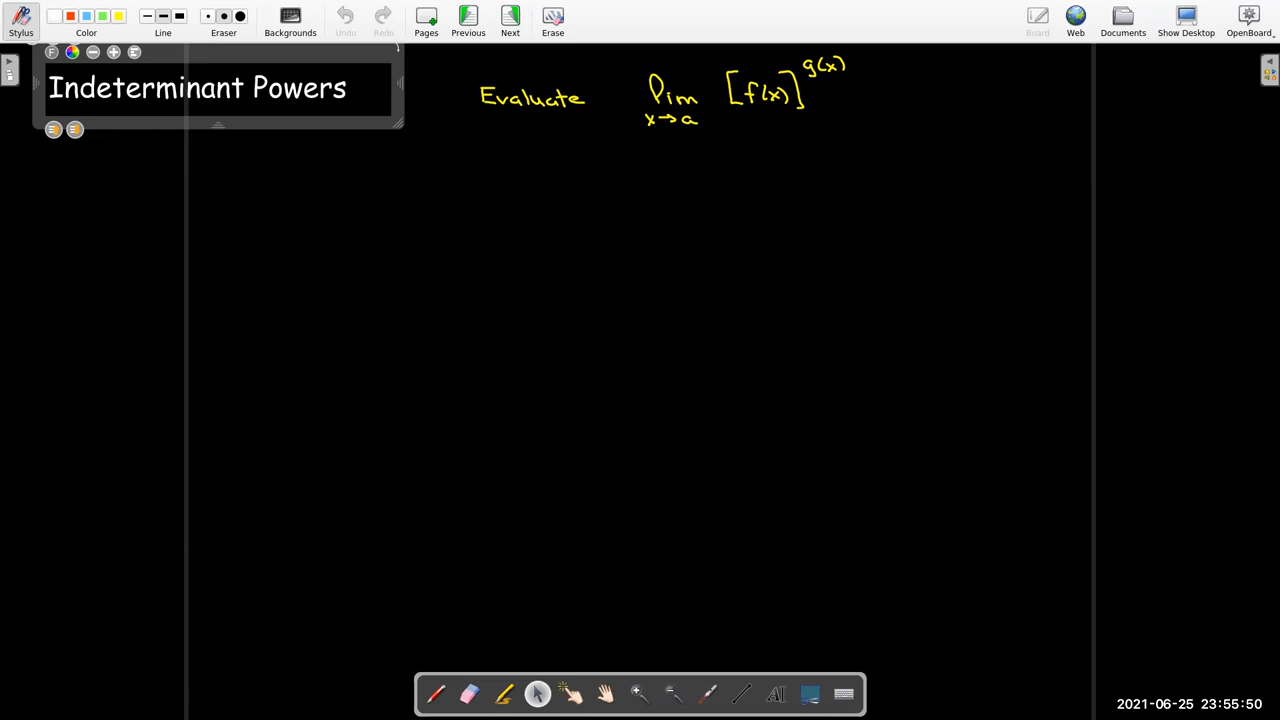 Stylus
Color
Line
Eraser
Backgrounds
Undo
Redo
Pages
Previous
Next
Erase
Board
Web
Documents
Show Desktop
OpenBoard
F
Indeterminant Powers
Evaluate lim x→a [f(x)]^g(x)
AI
2021-06-25 23:55:50